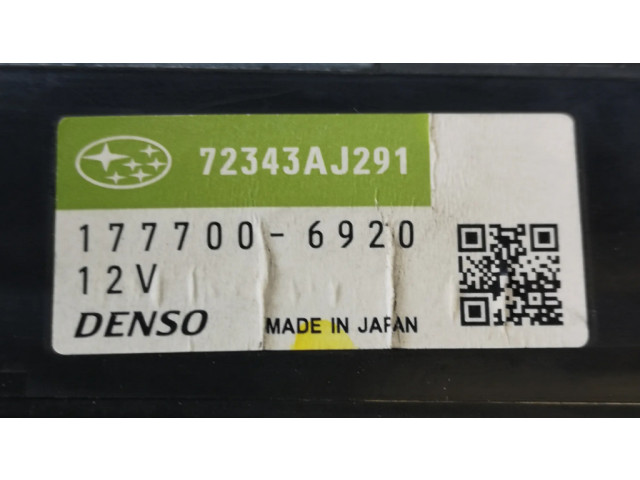 72343AJ291
177700-6920
12V
DENSO
MADE IN JAPAN